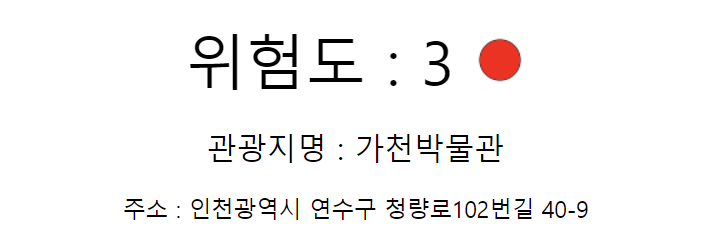 위험도 : 3
관광지명 : 가천박물관
주소 : 인천광역시 연수구 청량로102번길 40-9